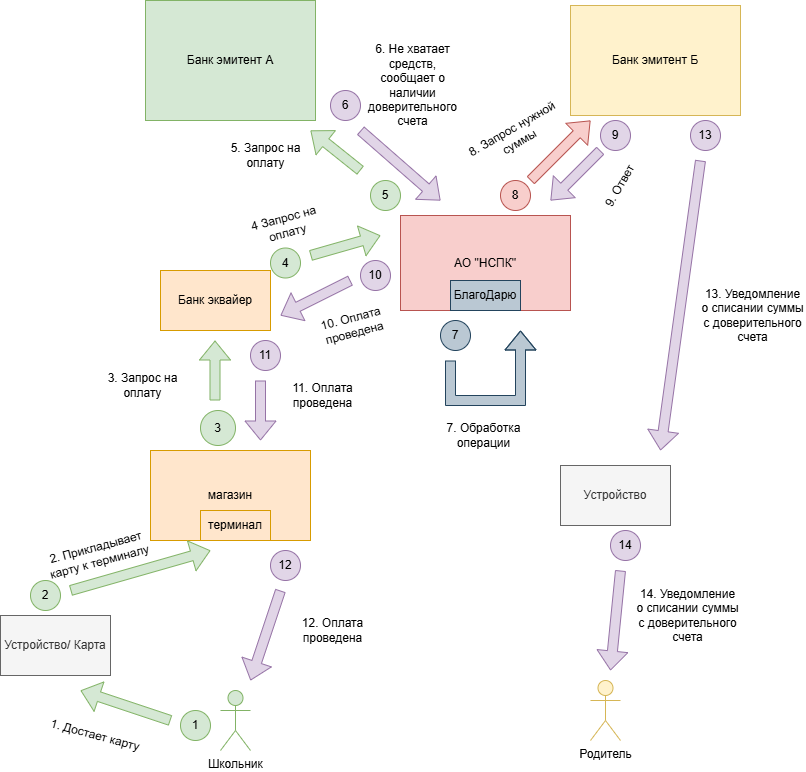 Банк эмитент А
Банк эмитент Б
6. Не хватает
средств,
сообщает о
наличии
доверительного
счета
6
5. Запрос на
оплату
5
8. Запрос нужной
суммы
8
9
9. Ответ
13
4 Запрос на
оплату
4
АО "НСПК"
БлагоДарю
Банк эквайер
10
10. Оплата
проведена
7
7. Обработка
операции
13. Уведомление
о списании суммы
с доверительного
счета
11
3. Запрос на
оплату
11. Оплата
проведена
3
магазин
терминал
Устройство
2. Прикладывает
карту к терминалу
2
12
12. Оплата
проведена
14
14. Уведомление
о списании суммы
с доверительного
счета
Устройство/ Карта
1. Достает карту
1
Школьник
Родитель